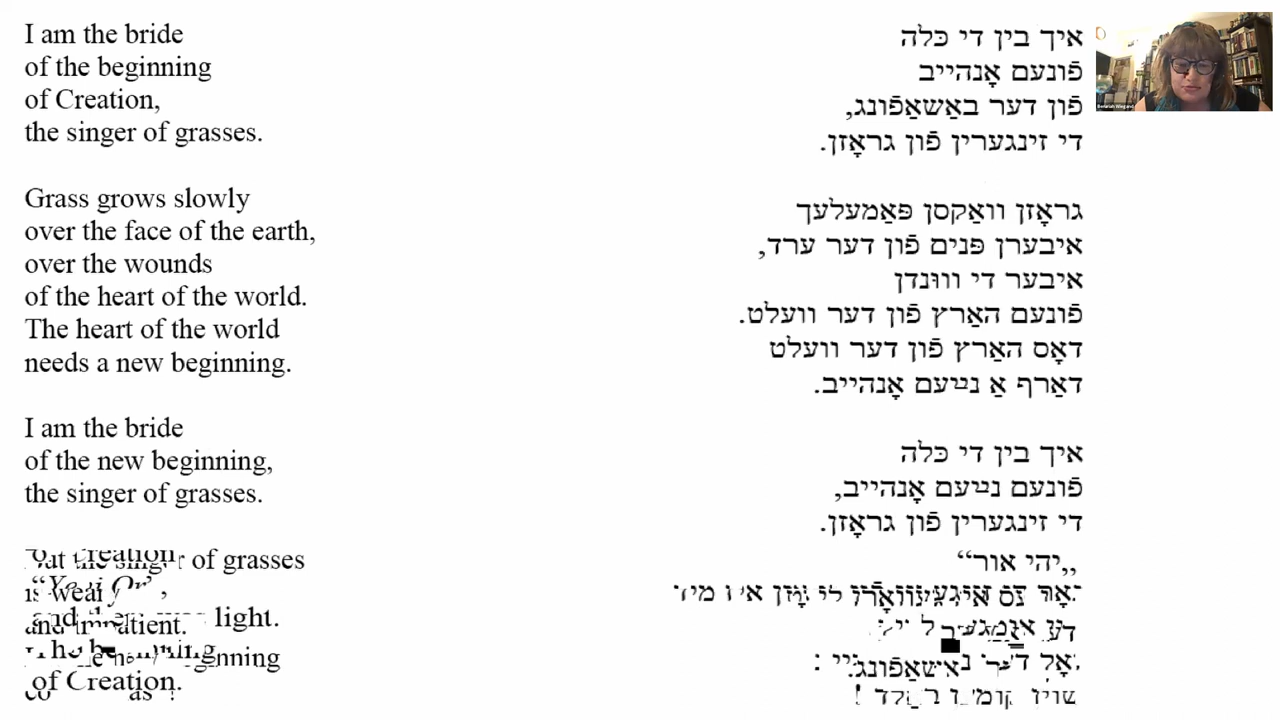 I am the bride
of the beginning
of Creation,
the singer of grasses.
Grass grows slowly
over the face of the earth,
over the wounds
of the heart of the world.
The heart of the world
needs a new beginning.
I am the bride
of the new beginning,
the singer of grasses.
of grasses
light.
of Creation.
איך בין די כּלה
פֿונעם אָנהייב
פֿון דער באַשאַפֿונג,
די זינגערין פֿון גראָזן.
גראָזן וואַקסן פּאַמעלעך
איבערן פּנים פֿון דער ערד,
איבער די וווּנדן
פֿונעם האַרץ פֿון דער וועלט.
דאָס האַרץ פֿון דער וועלט
דאַרף אַ נײַעם אָנהייב.
איך בין די כּלה
פֿונעם נײַעם אָנהייב,
די זינגערין פֿון גראָזן.
„יהי אור“